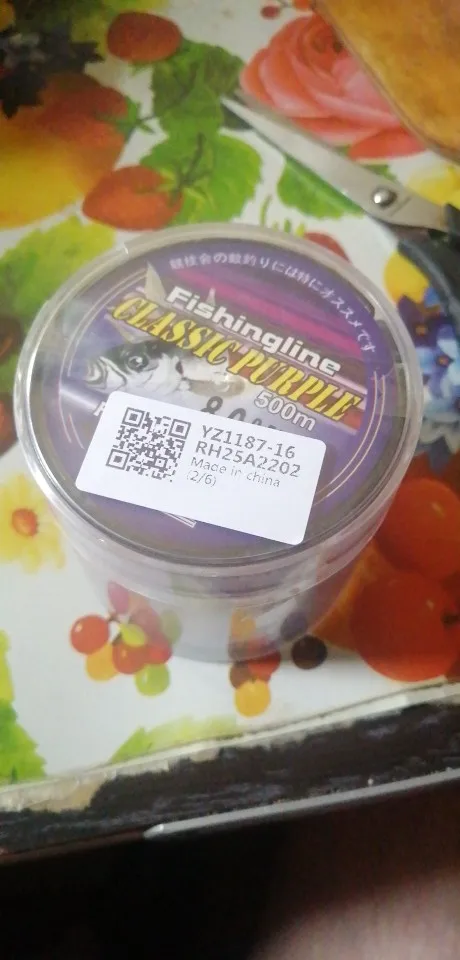 競技会の鮫釣りには特にオススメです
Fishingline
CLASSIC PURPLE
500m
YZ1187-16
RH25A2202
Made in china
(2/6)